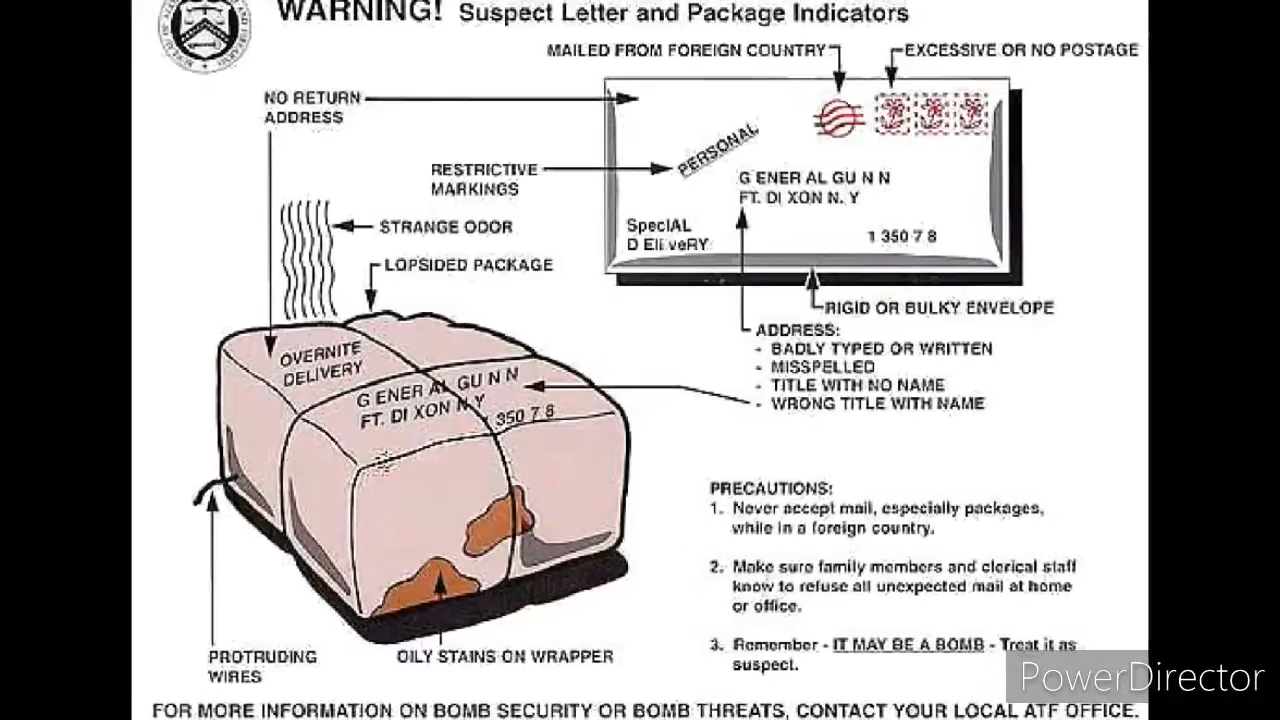 WARNING! Suspect Letter and Package Indicators
MAILED FROM FOREIGN COUNTRY
EXCESSIVE OR NO POSTAGE
NO RETURN
ADDRESS
RESTRICTIVE
MARKINGS
PERSONAL
G ENER AL GU N N
FT. DI XON N. Y
SpecIAL
D Eli veRY
1 350 7 8
STRANGE ODOR
LOPSIDED PACKAGE
RIGID OR BULKY ENVELOPE
ADDRESS:
- BADLY TYPED OR WRITTEN
- MISSPELLED
- TITLE WITH NO NAME
- WRONG TITLE WITH NAME
OVERNITE
DELIVERY
G ENER AL GU N N
FT. DI XON N Y
350 7 8
PRECAUTIONS:
1. Never accept mail, especially packages,
while in a foreign country.
2. Make sure family members and clerical staff
know to refuse all unexpected mail at home
or office.
3. Remember - IT MAY BE A BOMB - Treat it as
suspect.
PROTRUDING
WIRES
OILY STAINS ON WRAPPER
PowerDirector
FOR MORE INFORMATION ON BOMB SECURITY OR BOMB THREATS, CONTACT YOUR LOCAL ATF OFFICE.